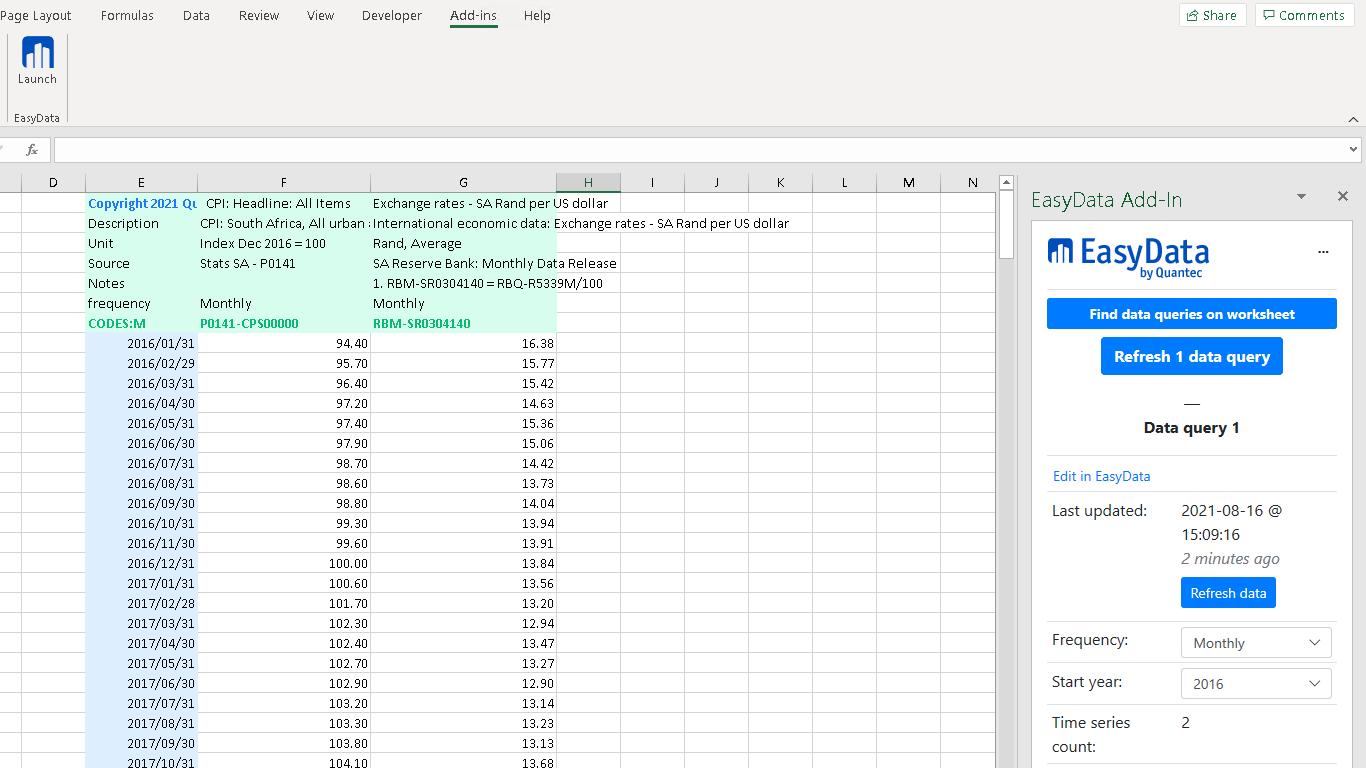 Page Layout Formulas Data Review View Developer Add-ins Help Share Comments
Launch
EasyData
fx
D E F G H I J K L M N
Copyright 2021 Qu CPI: Headline: All Items Exchange rates - SA Rand per US dollar
Description CPI: South Africa, All urban International economic data: Exchange rates - SA Rand per US dollar
Unit Index Dec 2016 = 100 Rand, Average
Source Stats SA - P0141 SA Reserve Bank: Monthly Data Release
Notes 1. RBM-SR0304140 = RBQ-R5339M/100
frequency Monthly Monthly
CODES:M P0141-CPS00000 RBM-SR0304140
2016/01/31 94.40 16.38
2016/02/29 95.70 15.77
2016/03/31 96.40 15.42
2016/04/30 97.20 14.63
2016/05/31 97.40 15.36
2016/06/30 97.90 15.06
2016/07/31 98.70 14.42
2016/08/31 98.60 13.73
2016/09/30 98.80 14.04
2016/10/31 99.30 13.94
2016/11/30 99.60 13.91
2016/12/31 100.00 13.84
2017/01/31 100.60 13.56
2017/02/28 101.70 13.20
2017/03/31 102.30 12.94
2017/04/30 102.40 13.47
2017/05/31 102.70 13.27
2017/06/30 102.90 12.90
2017/07/31 103.20 13.14
2017/08/31 103.30 13.23
2017/09/30 103.80 13.13
2017/10/31 104.10 13.68
EasyData Add-In
EasyData
by Quantec
...
Find data queries on worksheet
Refresh 1 data query
—
Data query 1
Edit in EasyData
Last updated: 2021-08-16 @
15:09:16
2 minutes ago
Refresh data
Frequency: Monthly
Start year: 2016
Time series 2
count: